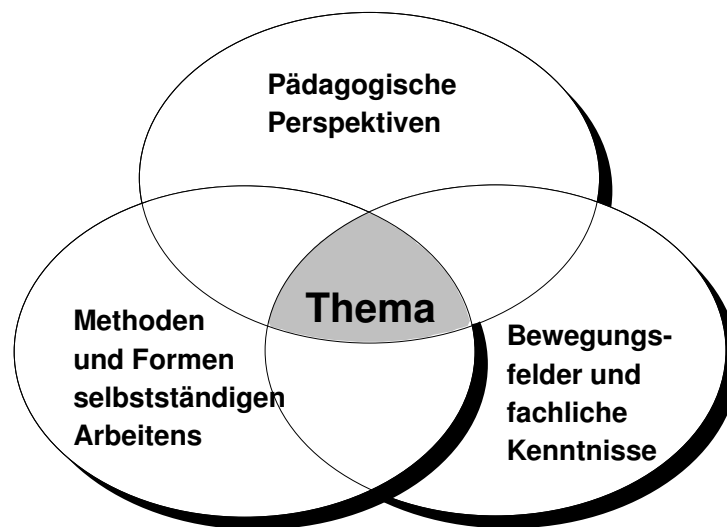 Pädagogische
Perspektiven
Thema
Methoden
und Formen
selbstständigen
Arbeitens
Bewegungs-
felder und
fachliche
Kenntnisse